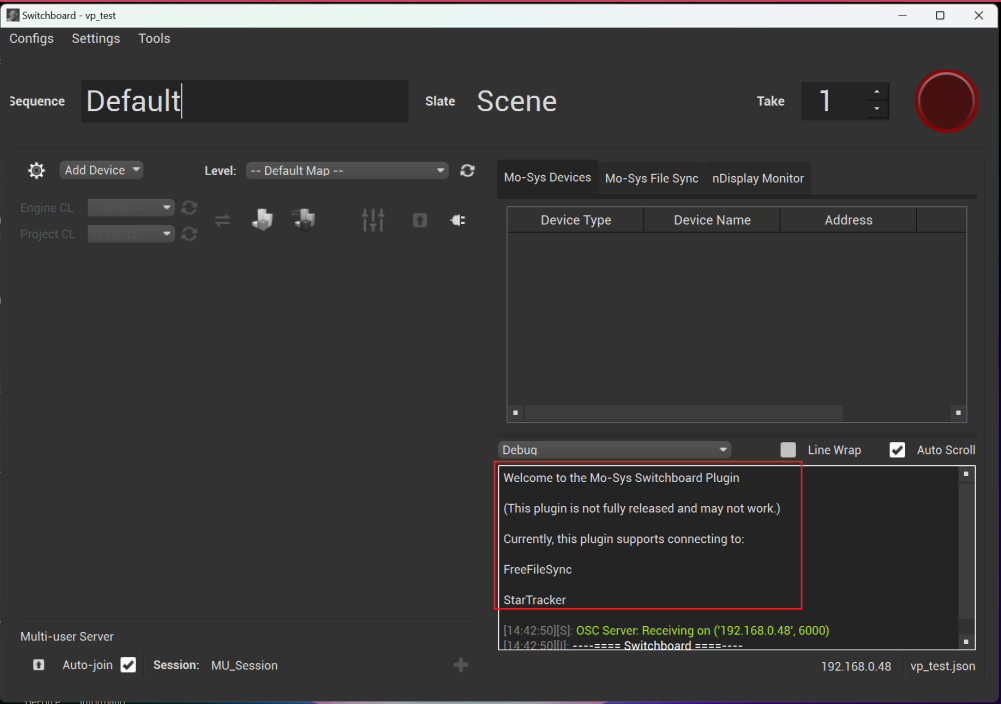 Switchboard - vp_test
Configs Settings Tools
Sequence Default Slate Scene Take 1
Add Device Level: -- Default Map --
Engine CL
Project CL
Mo-Sys Devices Mo-Sys File Sync nDisplay Monitor
Device Type Device Name Address
Debug Line Wrap Auto Scroll
Welcome to the Mo-Sys Switchboard Plugin
(This plugin is not fully released and may not work.)
Currently, this plugin supports connecting to:
FreeFileSync
StarTracker
[14:42:50][S]: OSC Server: Receiving on ('192.168.0.48', 6000)
[14:42:50][I]: ----==== Switchboard ====----
Multi-user Server
Auto-join Session: MU_Session
192.168.0.48 vp_test.json